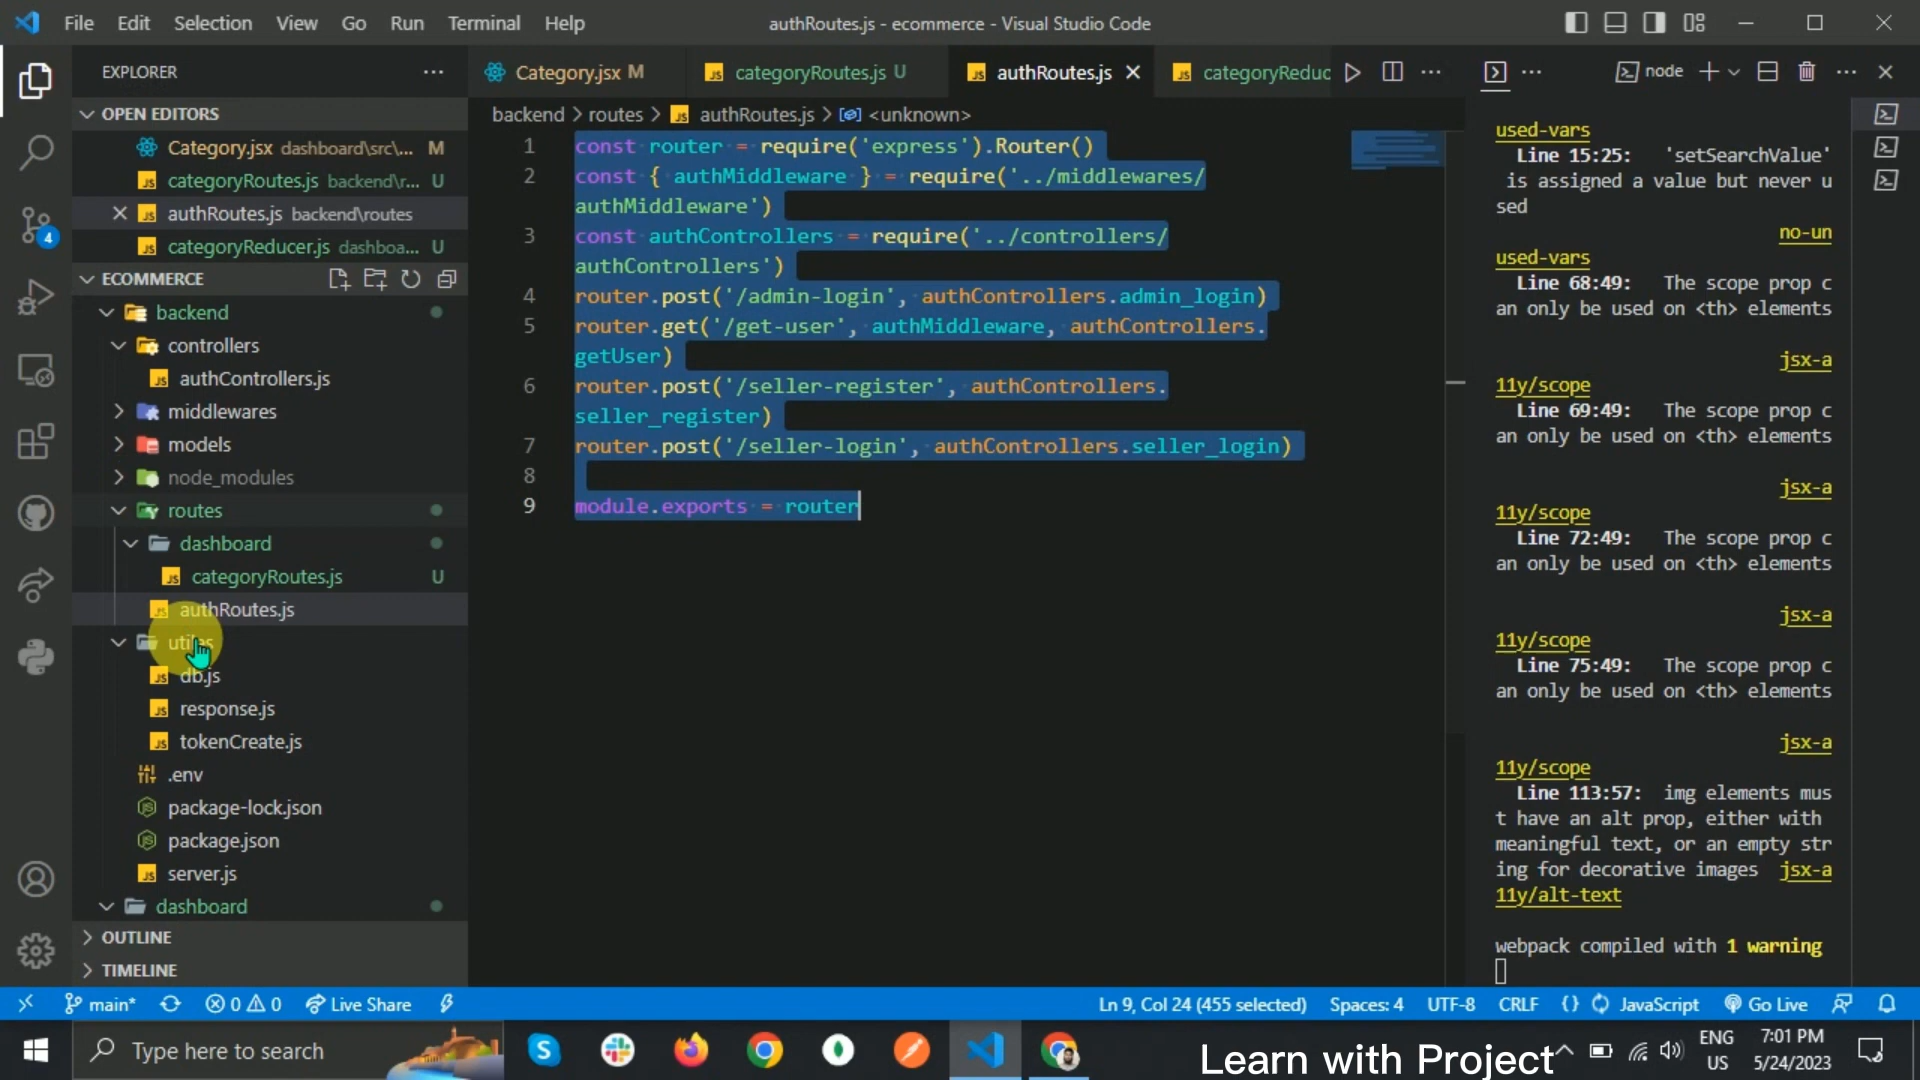 File Edit Selection View Go Run Terminal Help
authRoutes.js - ecommerce - Visual Studio Code
EXPLORER
OPEN EDITORS
Category.jsx dashboard\src\... M
categoryRoutes.js backend\r... U
authRoutes.js backend\routes
categoryReducer.js dashboa... U
ECOMMERCE
backend
controllers
authControllers.js
middlewares
models
node_modules
routes
dashboard
categoryRoutes.js U
authRoutes.js
db.js
response.js
tokenCreate.js
.env
package-lock.json
package.json
server.js
dashboard
OUTLINE
TIMELINE
4
Category.jsx M
categoryRoutes.js U
authRoutes.js
categoryReduc
backend > routes > authRoutes.js > <unknown>
1 const router = require('express').Router()
2 const { authMiddleware } = require('../middlewares/
authMiddleware')
3 const authControllers = require('../controllers/
authControllers')
4 router.post('/admin-login', authControllers.admin_login)
5 router.get('/get-user', authMiddleware, authControllers.
getUser)
6 router.post('/seller-register', authControllers.
seller_register)
7 router.post('/seller-login', authControllers.seller_login)
8
9 module.exports = router
node
used-vars
Line 15:25: 'setSearchValue'
is assigned a value but never u
sed
no-un
used-vars
Line 68:49: The scope prop c
an only be used on <th> elements
jsx-a
11y/scope
Line 69:49: The scope prop c
an only be used on <th> elements
jsx-a
11y/scope
Line 72:49: The scope prop c
an only be used on <th> elements
jsx-a
11y/scope
Line 75:49: The scope prop c
an only be used on <th> elements
jsx-a
11y/scope
Line 113:57: img elements mus
t have an alt prop, either with
meaningful text, or an empty str
ing for decorative images jsx-a
11y/alt-text
webpack compiled with 1 warning
main* 0 0 Live Share
Ln 9, Col 24 (455 selected) Spaces: 4 UTF-8 CRLF {} JavaScript Go Live
Type here to search
Learn with Project
ENG
US
7:01 PM
5/24/2023